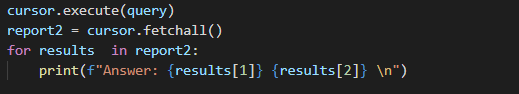 cursor.execute(query)
report2 = cursor.fetchall()
for results  in report2:
    print(f"Answer: {results[1]} {results[2]} \n")